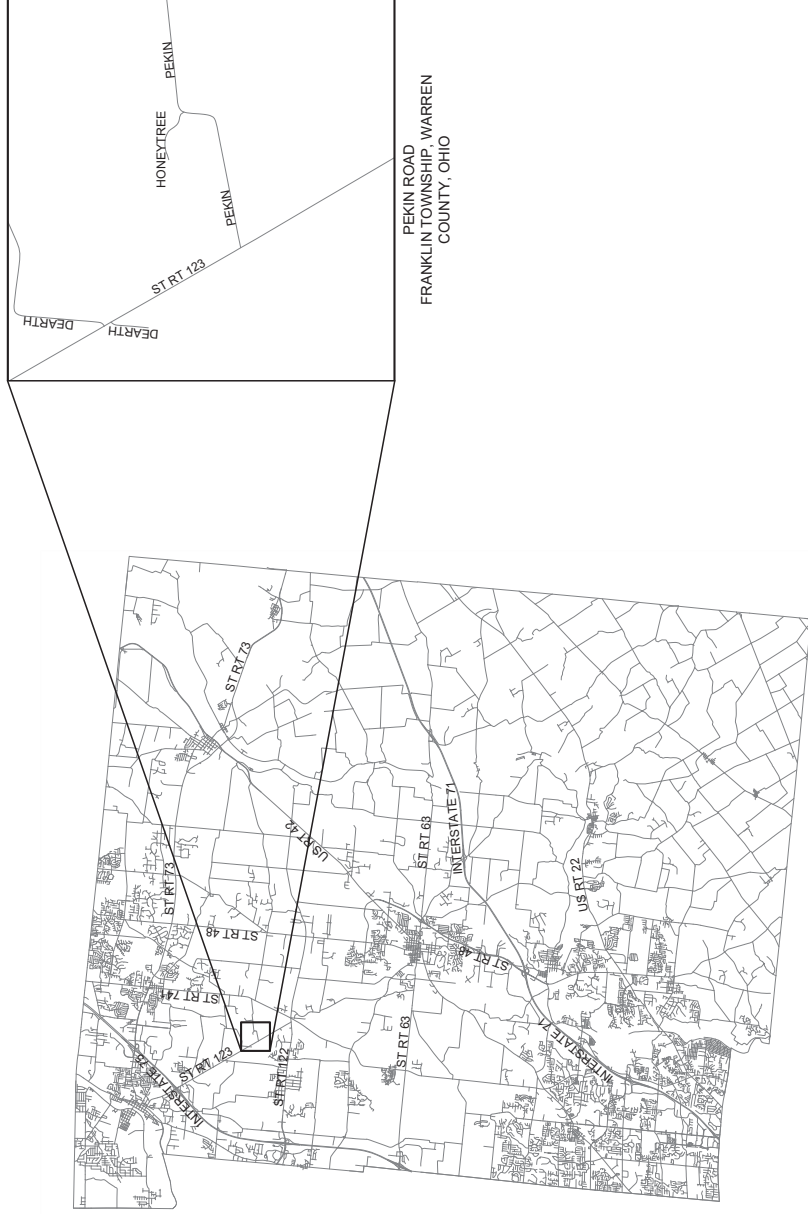 PEKIN
HONEYTREE
PEKIN
ST RT 123
DEARTH
DEARTH
PEKIN ROAD
FRANKLIN TOWNSHIP, WARREN
COUNTY, OHIO
ST RT 73
ST RT 73
US RT 42
ST RT 48
ST RT 741
INTERSTATE 75
ST RT 123
ST RT 122
ST RT 63
INTERSTATE 71
ST RT 63
ST RT 48
US RT 22
INTERSTATE 71